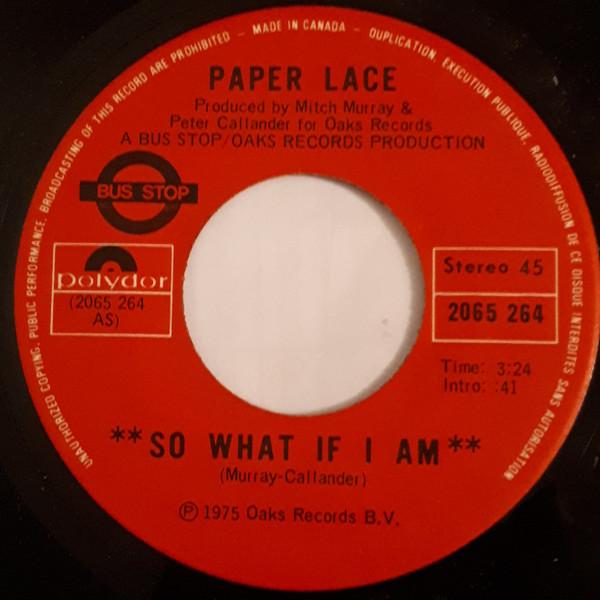 UNAUTHORIZED COPYING, PUBLIC PERFORMANCE, BROADCASTING OF THIS RECORD ARE PROHIBITED – MADE IN CANADA – DUPLICATION, EXECUTION PUBLIQUE, RADIODIFFUSION DE CE DISQUE INTERDITES SANS AUTORISATION
PAPER LACE
Produced by Mitch Murray &
Peter Callander for Oaks Records
A BUS STOP/OAKS RECORDS PRODUCTION
BUS STOP
polydor
(2065 264
AS)
Stereo 45
2065 264
Time: 3:24
Intro: :41
**SO WHAT IF I AM**
(Murray-Callander)
℗ 1975 Oaks Records B.V.